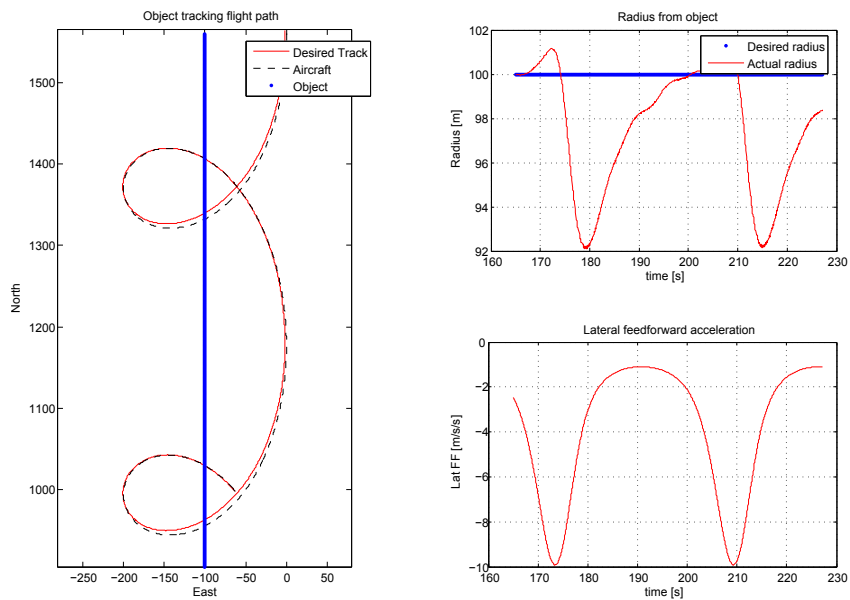 Object tracking flight path
Desired Track
Aircraft
Object
1500
1400
1300
1200
1100
1000
North
−250 −200 −150 −100 −50 0 50
East
Radius from object
Desired radius
Actual radius
102
100
98
96
94
92
Radius [m]
160 170 180 190 200 210 220 230
time [s]
Lateral feedforward acceleration
0
−2
−4
−6
−8
−10
Lat FF [m/s/s]
160 170 180 190 200 210 220 230
time [s]